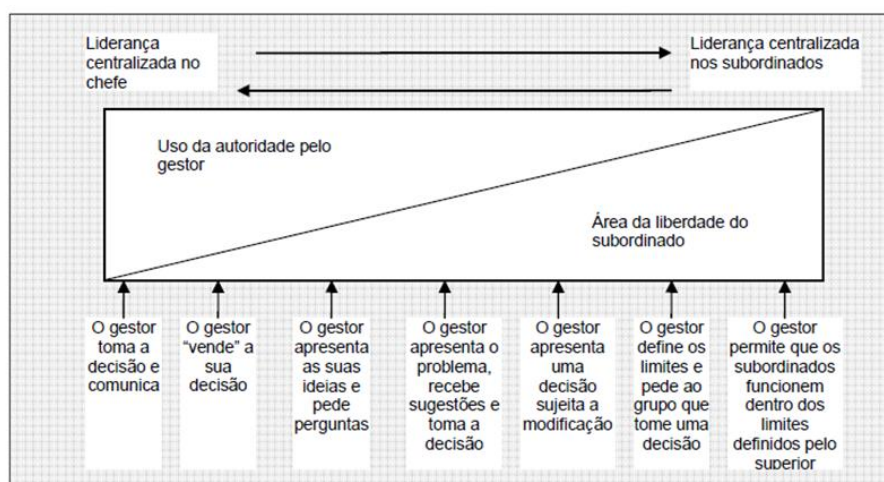 Liderança
centralizada no
chefe
Liderança centralizada
nos subordinados
Uso da autoridade pelo
gestor
Área da liberdade do
subordinado
O gestor
toma a
decisão e
comunica
O gestor
“vende” a
sua
decisão
O gestor
apresenta
as suas
ideias e
pede
perguntas
O gestor
apresenta o
problema,
recebe
sugestões e
toma a
decisão
O gestor
apresenta
uma
decisão
sujeita a
modificação
O gestor
define os
limites e
pede ao
grupo que
tome uma
decisão
O gestor
permite que os
subordinados
funcionem
dentro dos
limites
definidos pelo
superior